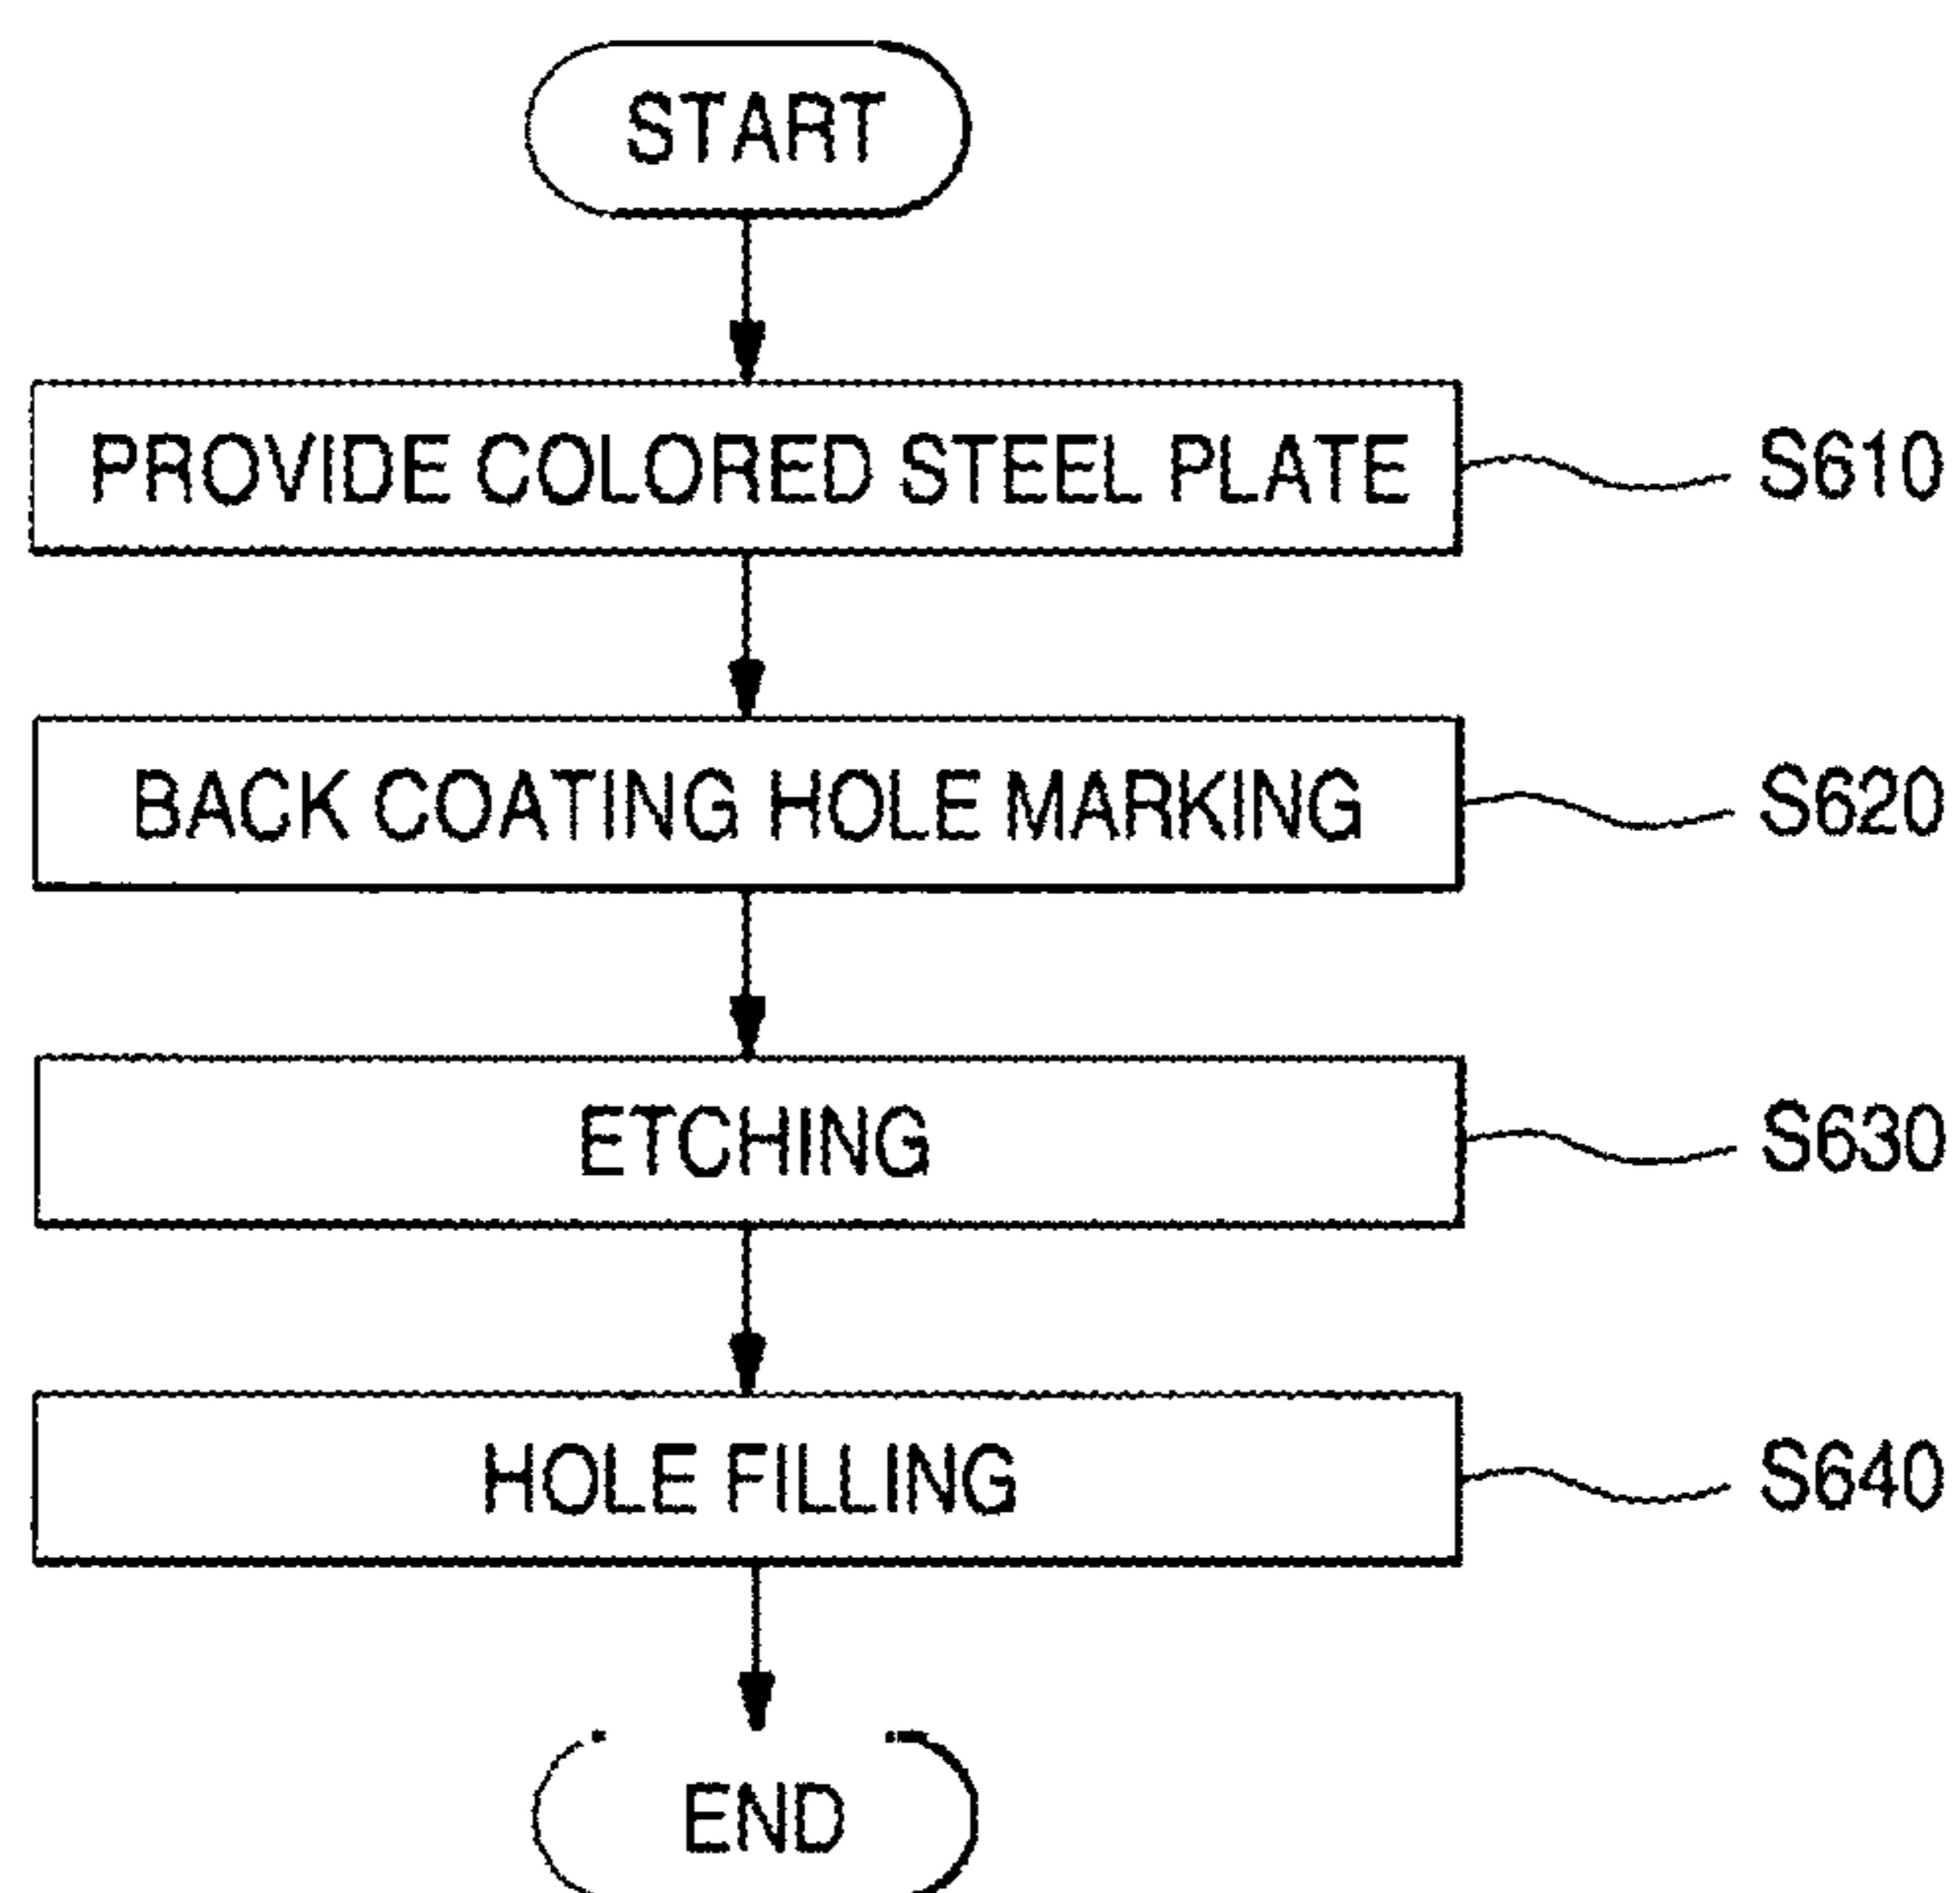 START
PROVIDE COLORED STEEL PLATE S610
BACK COATING HOLE MARKING S620
ETCHING S630
HOLE FILLING S640
END